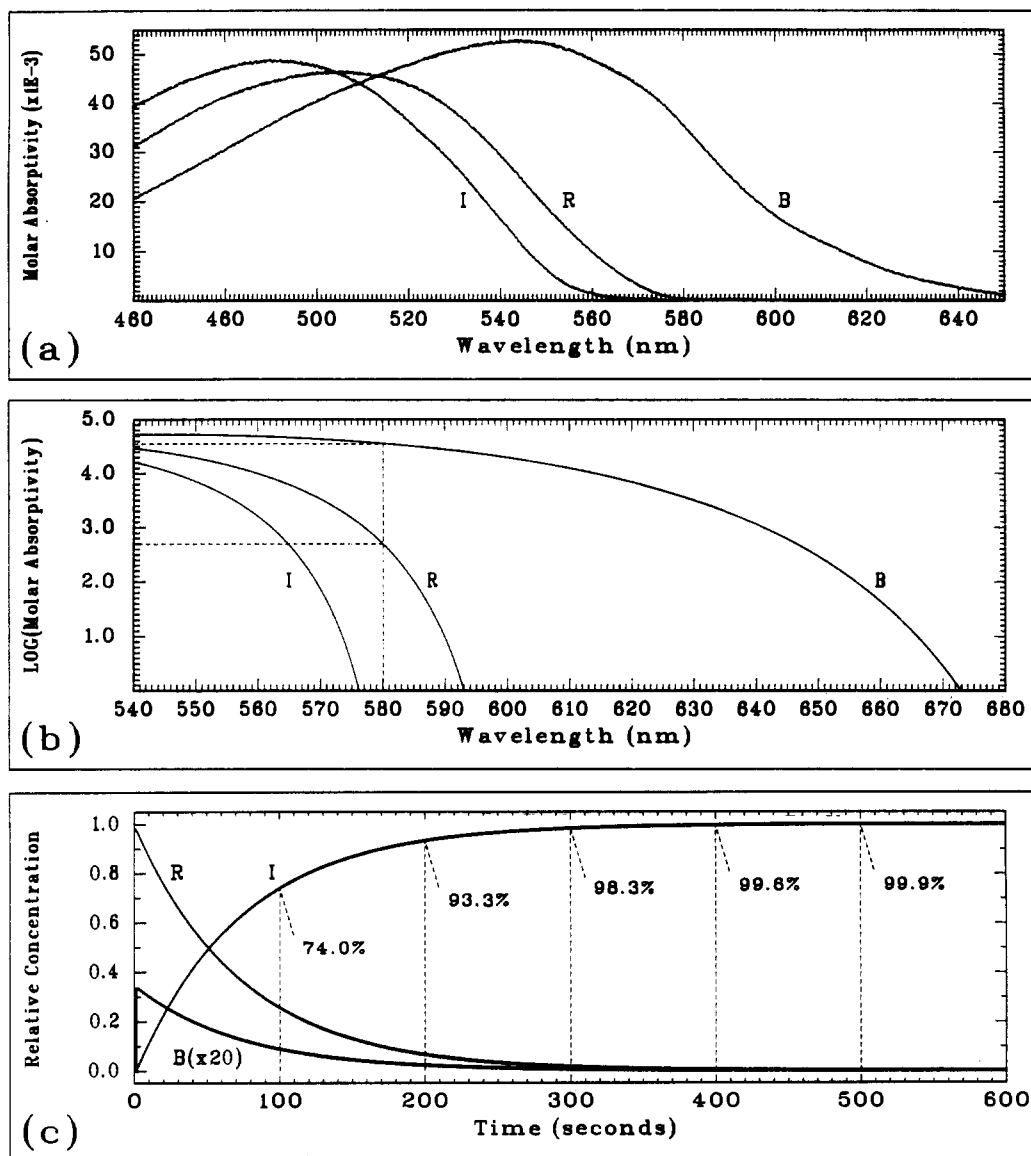 Molar Absorptivity (x1E-3)
50
40
30
20
10
I
R
B
460
480
500
520
540
560
580
600
620
640
Wavelength (nm)
(a)
LOG(Molar Absorptivity)
5.0
4.0
3.0
2.0
1.0
I
R
B
540
550
560
570
580
590
600
610
620
630
640
650
660
670
680
Wavelength (nm)
(b)
Relative Concentration
1.0
0.8
0.6
0.4
0.2
0.0
R
I
B(x20)
74.0%
93.3%
98.3%
99.6%
99.9%
0
100
200
300
400
500
600
Time (seconds)
(c)